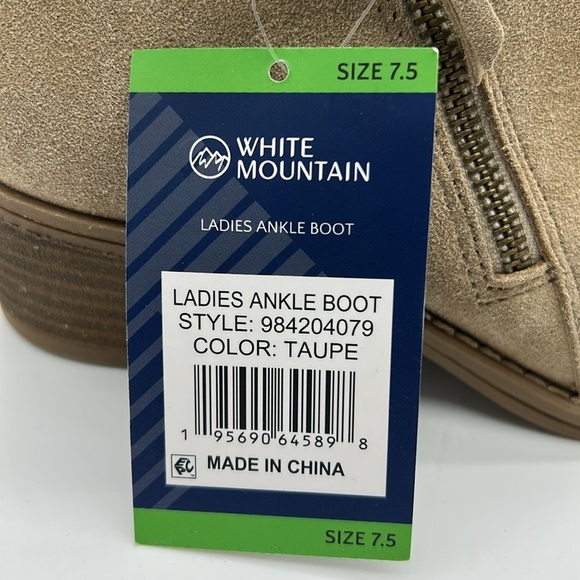 SIZE 7.5
WHITE
MOUNTAIN
LADIES ANKLE BOOT
LADIES ANKLE BOOT
STYLE: 984204079
COLOR: TAUPE
1 95690 64589 8
MADE IN CHINA
SIZE 7.5